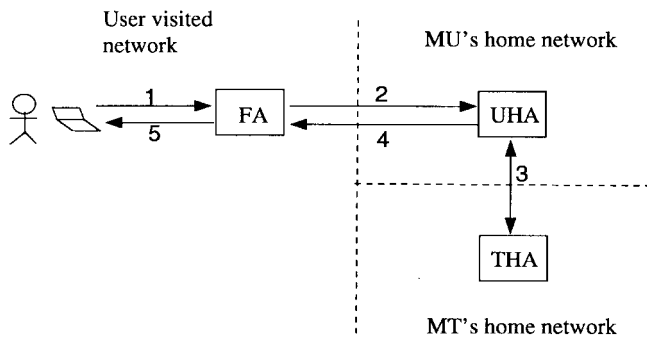 User visited
network
MU's home network
1
FA
2
UHA
5
4
3
THA
MT's home network